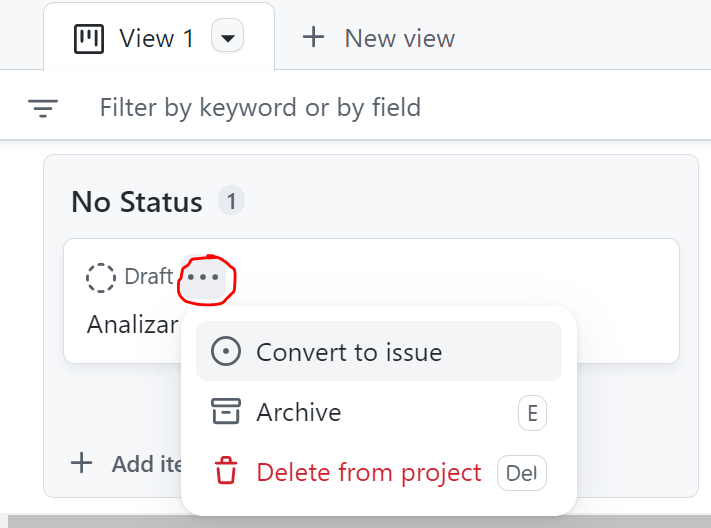 View 1
New view
Filter by keyword or by field
No Status 1
Draft
Analizar
Convert to issue
Archive E
Add ite
Delete from project Del